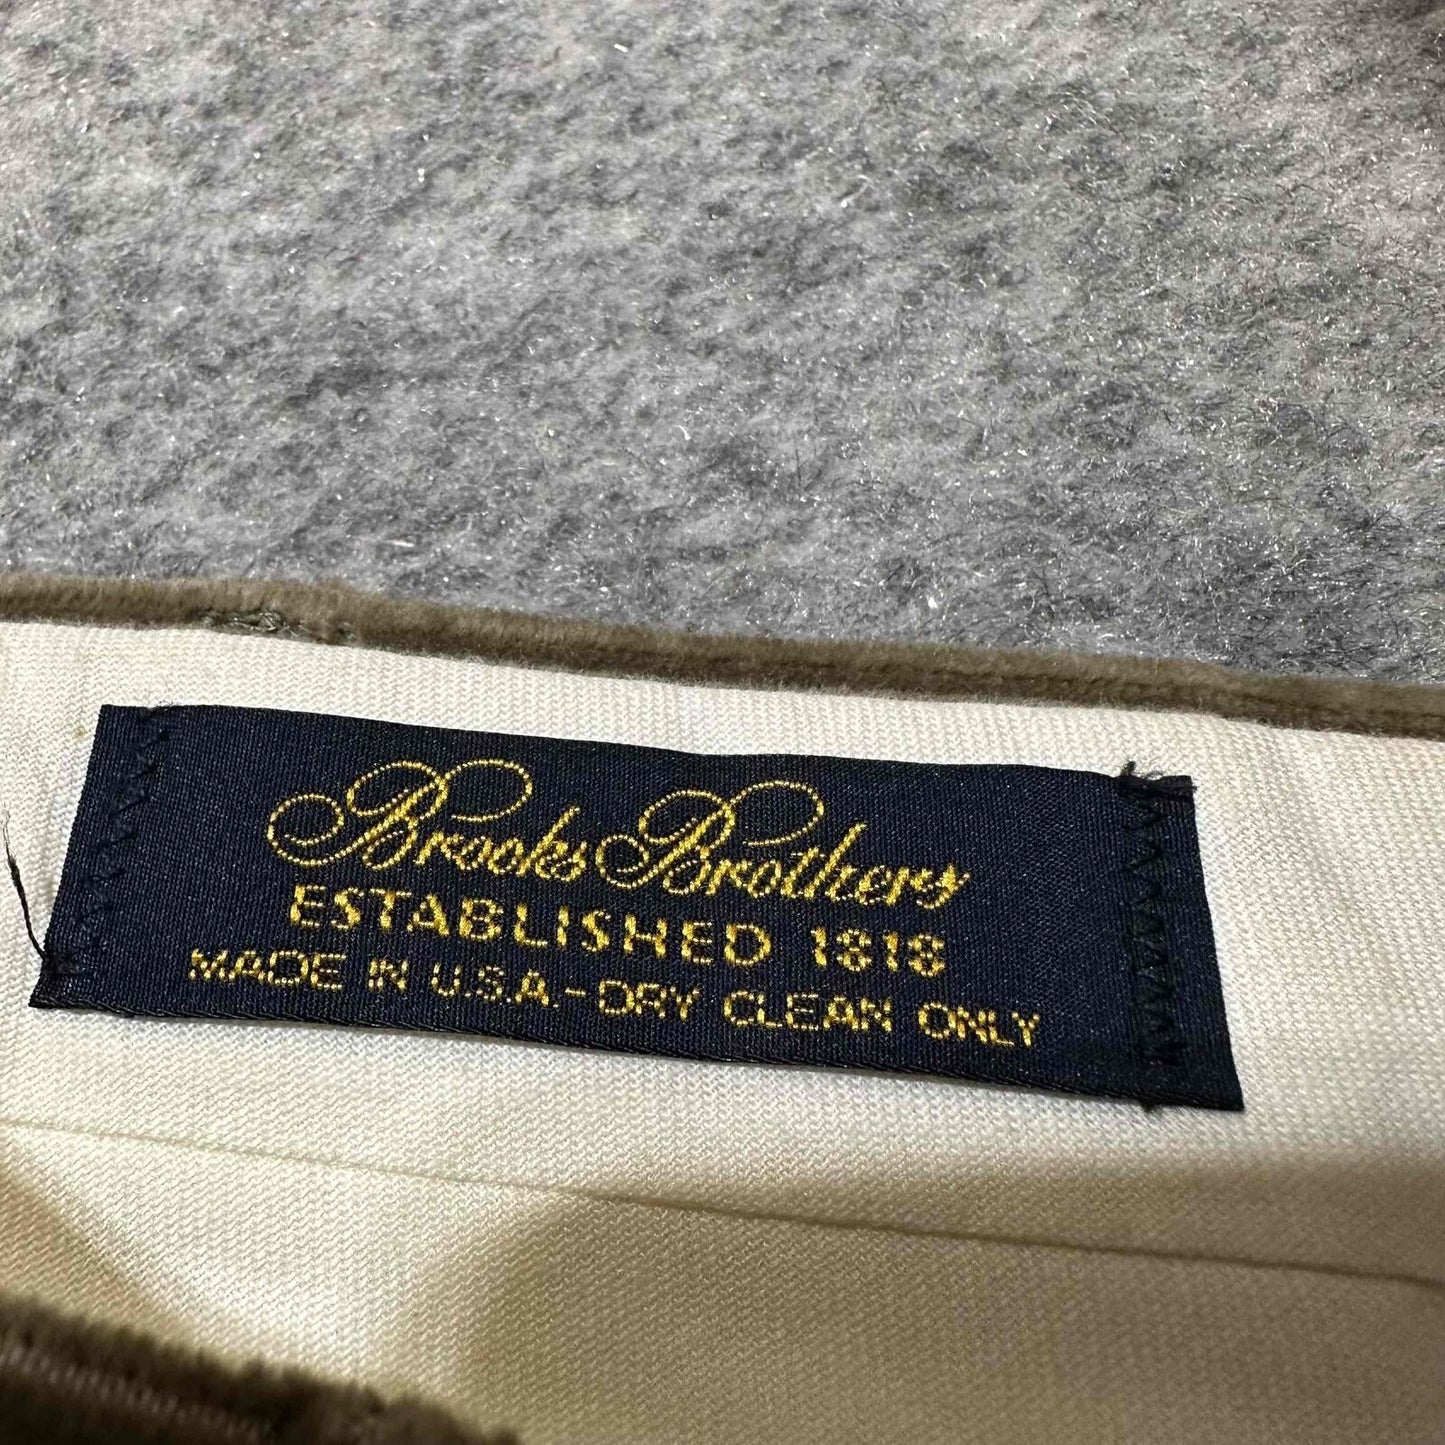 Brooks Brothers
ESTABLISHED 1818
MADE IN U.S.A.-DRY CLEAN ONLY